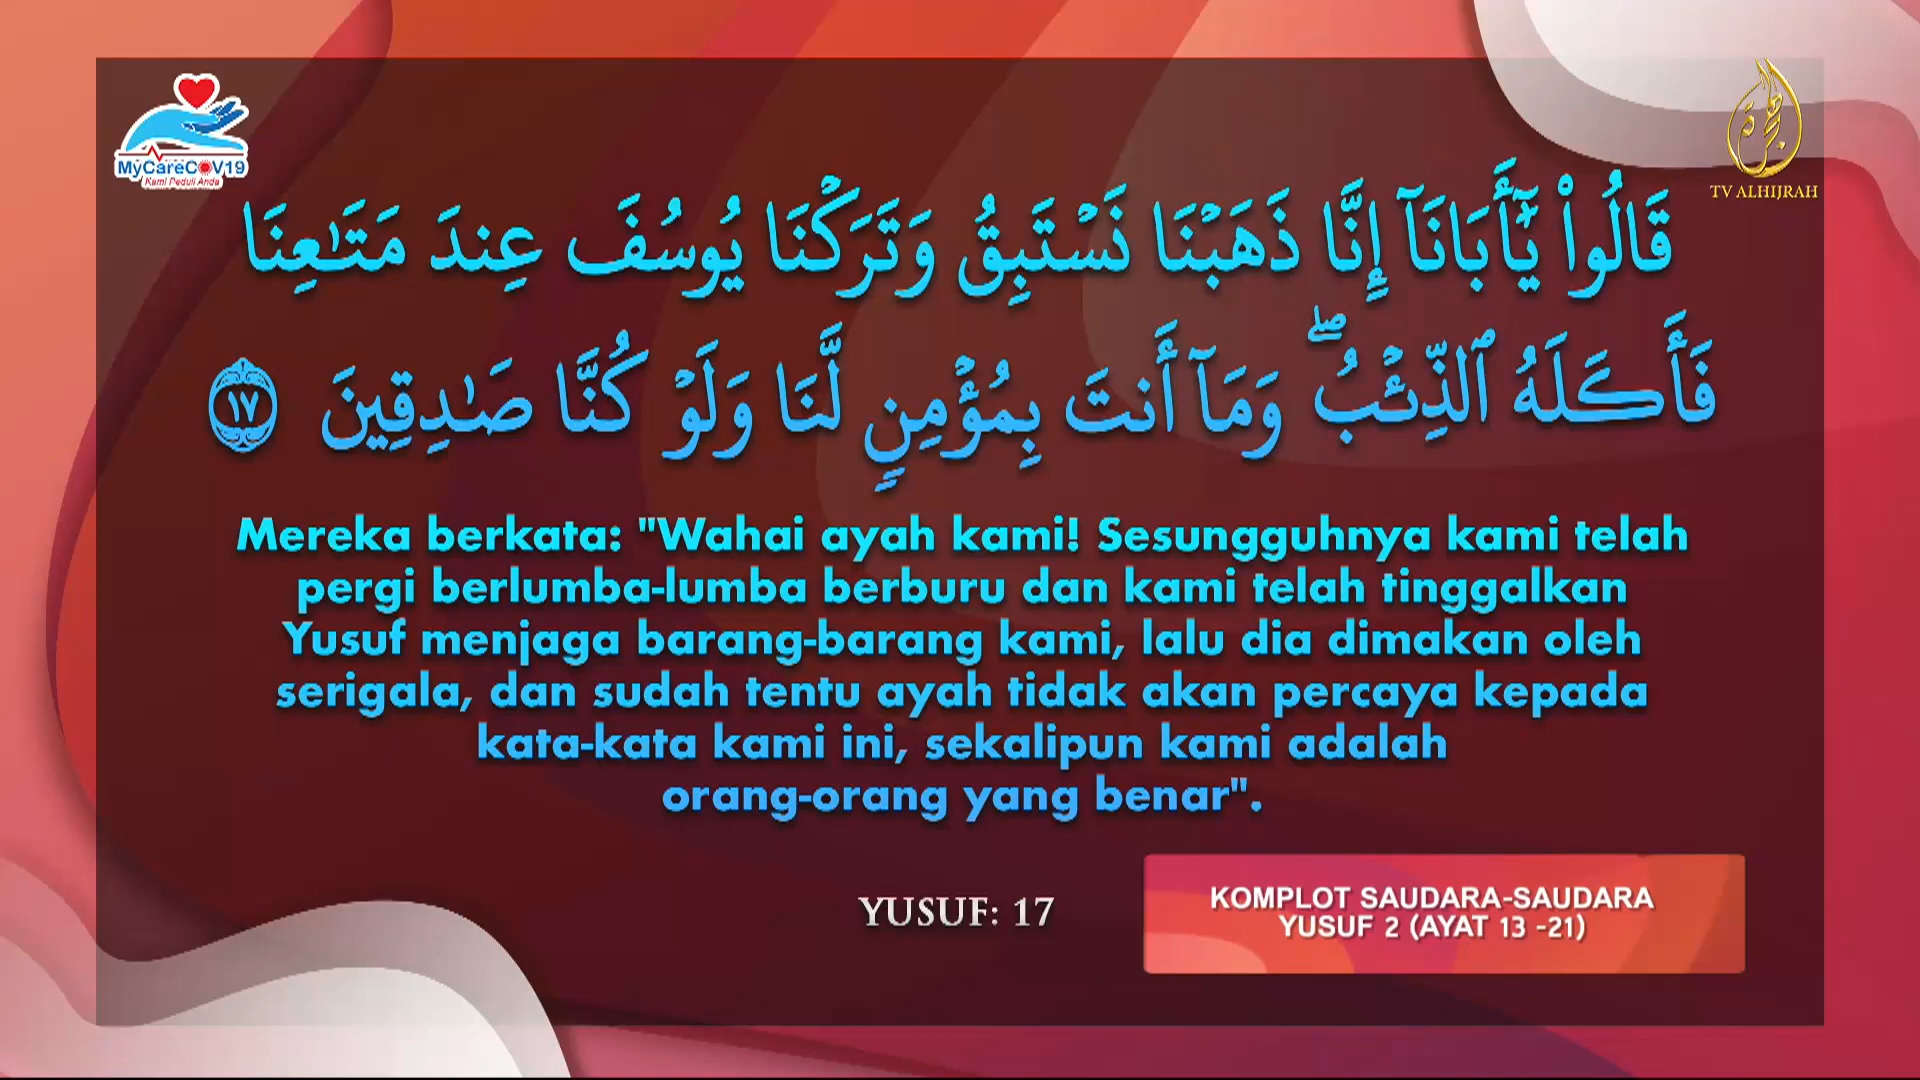 MyCareCOV19
Kami Peduli Anda
TV ALHIJRAH
قَالُوا۟ يَـٰٓأَبَانَآ إِنَّا ذَهَبْنَا نَسْتَبِقُ وَتَرَكْنَا يُوسُفَ عِندَ مَتَـٰعِنَا
فَأَكَلَهُ ٱلذِّئْبُ ۖ وَمَآ أَنتَ بِمُؤْمِنٍ لَّنَا وَلَوْ كُنَّا صَـٰدِقِينَ ١٧
Mereka berkata: "Wahai ayah kami! Sesungguhnya kami telah
pergi berlumba-lumba berburu dan kami telah tinggalkan
Yusuf menjaga barang-barang kami, lalu dia dimakan oleh
serigala, dan sudah tentu ayah tidak akan percaya kepada
kata-kata kami ini, sekalipun kami adalah
orang-orang yang benar".
YUSUF: 17
KOMPLOT SAUDARA-SAUDARA
YUSUF 2 (AYAT 13 -21)